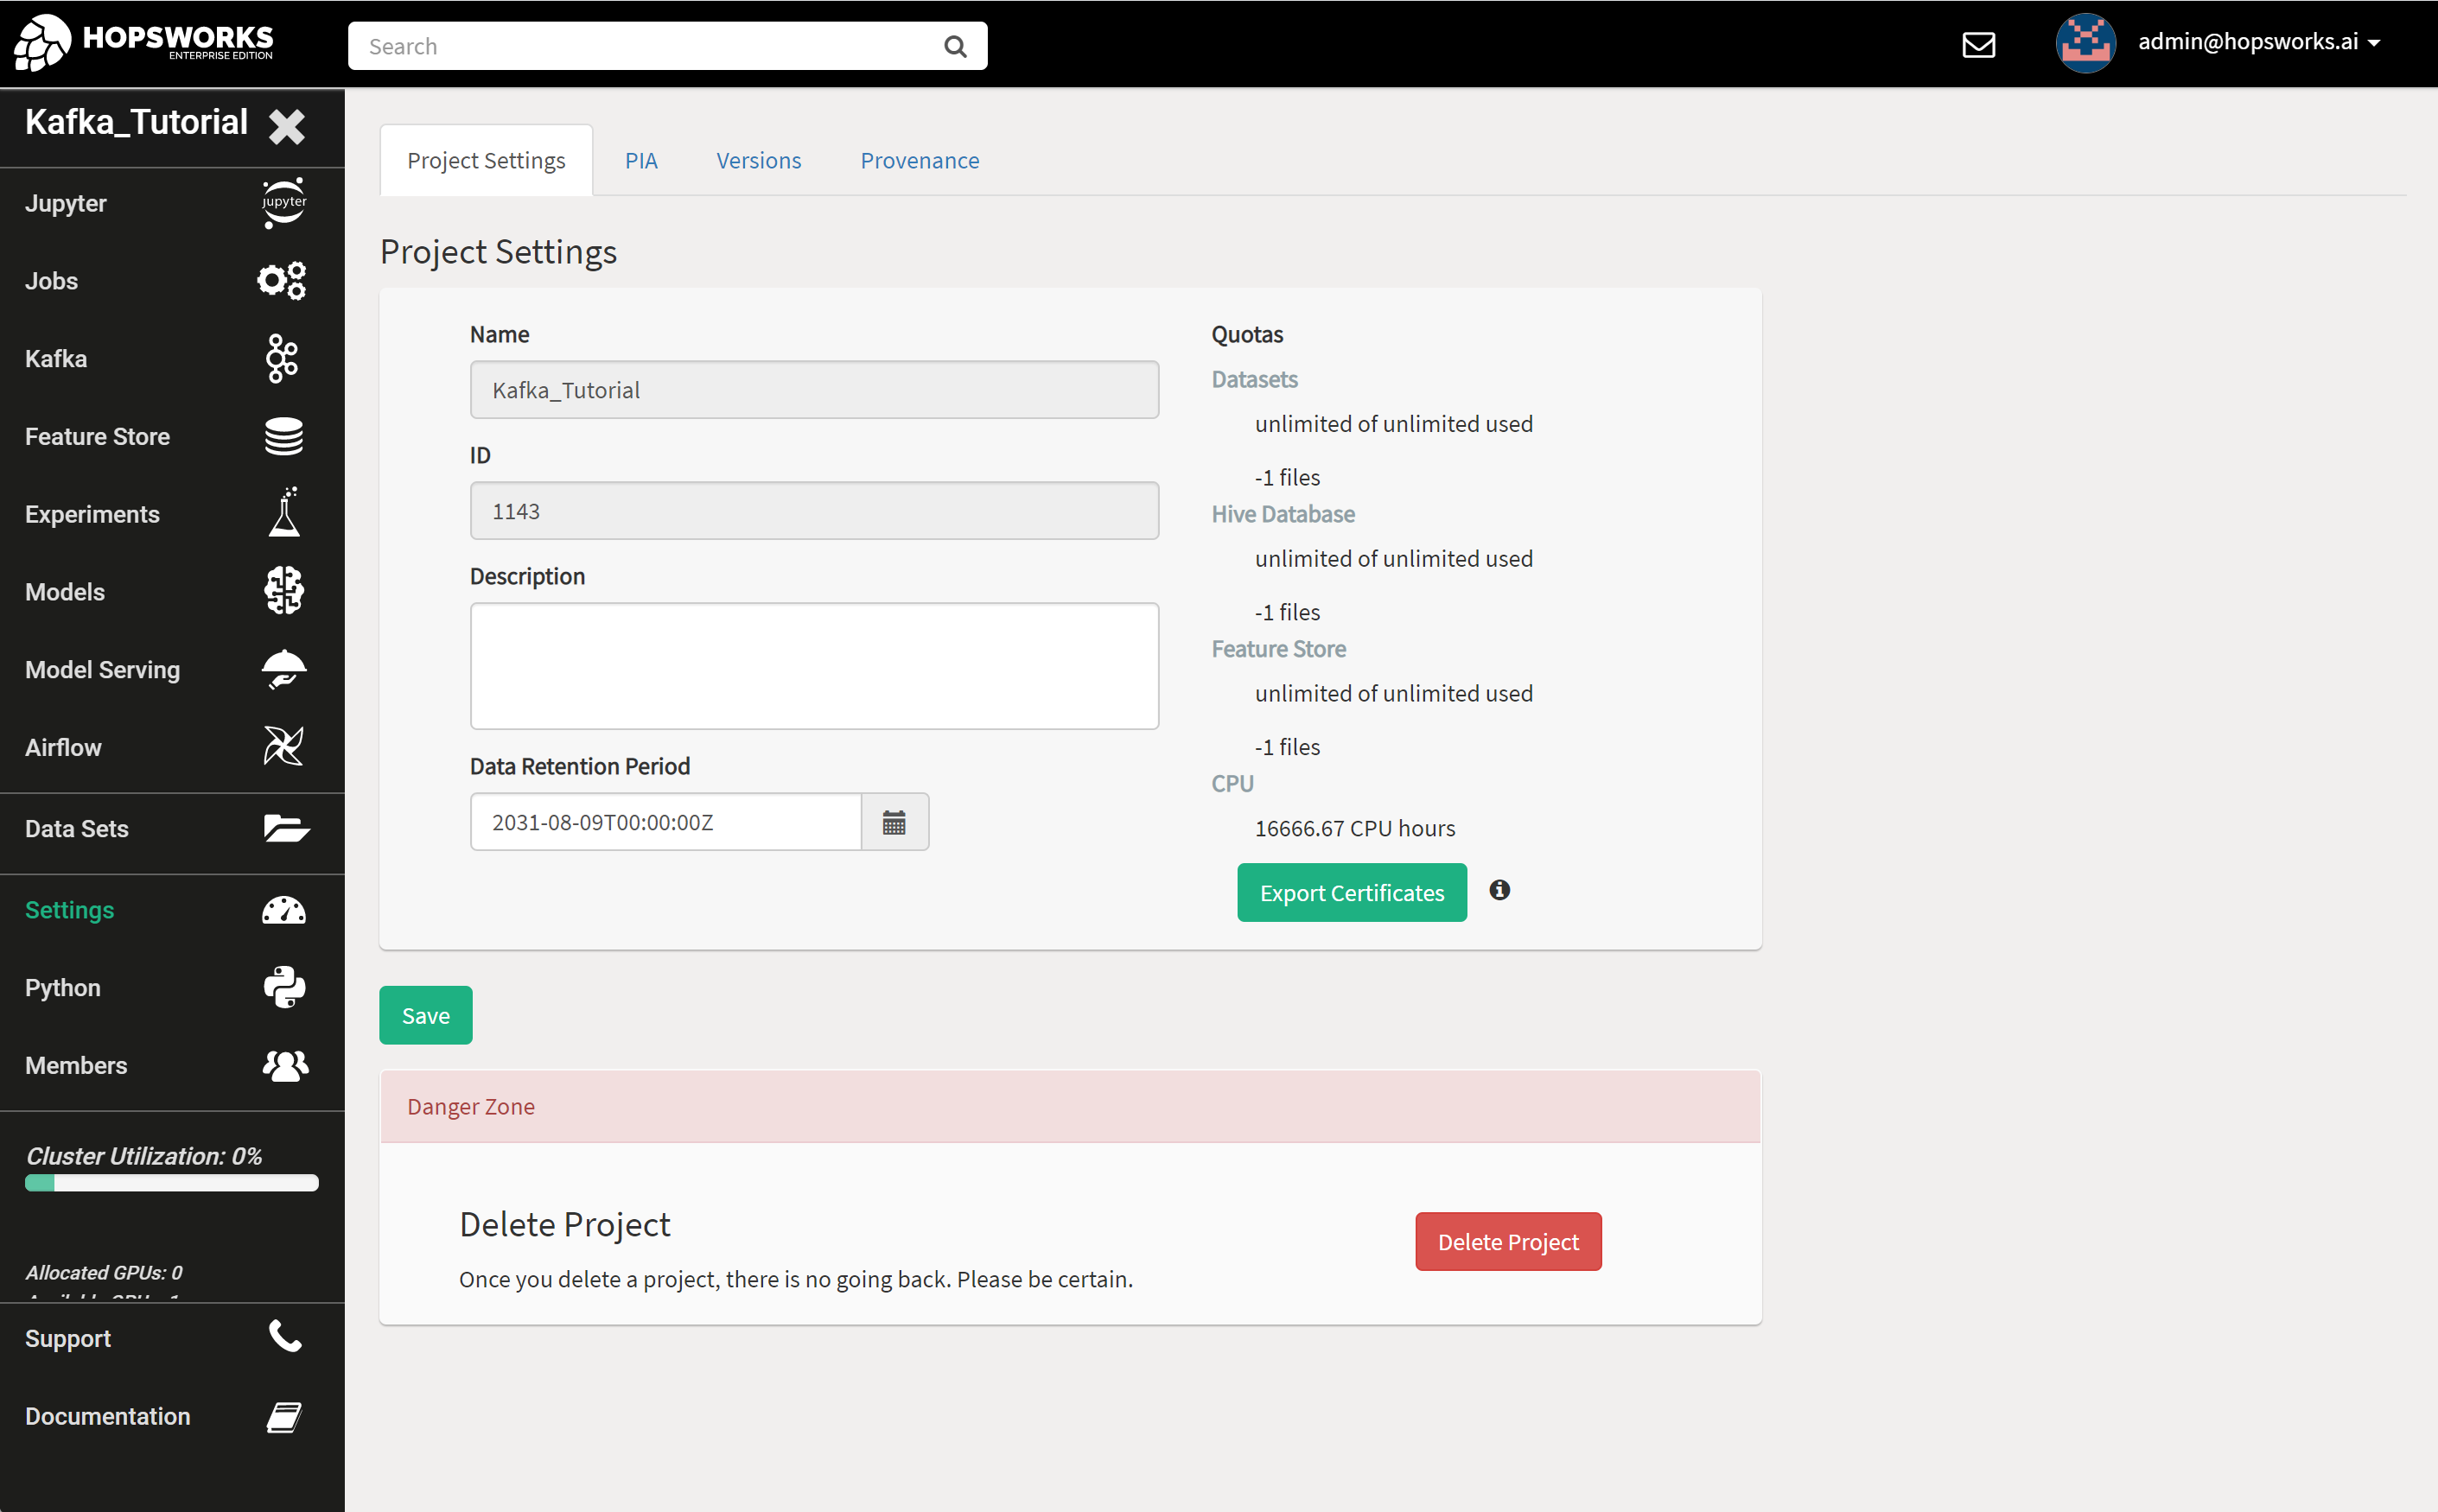 HOPSWORKS
ENTERPRISE EDITION
Search
admin@hopsworks.ai
Kafka_Tutorial
Jupyter
jupyter
Jobs
Kafka
Feature Store
Experiments
Models
Model Serving
Airflow
Data Sets
Settings
Python
Members
Cluster Utilization: 0%
Allocated GPUs: 0
Support
Documentation
Project Settings PIA Versions Provenance
Project Settings
Name
Kafka_Tutorial
ID
1143
Description
Data Retention Period
2031-08-09T00:00:00Z
Quotas
Datasets
unlimited of unlimited used
-1 files
Hive Database
unlimited of unlimited used
-1 files
Feature Store
unlimited of unlimited used
-1 files
CPU
16666.67 CPU hours
Export Certificates
Save
Danger Zone
Delete Project
Once you delete a project, there is no going back. Please be certain.
Delete Project